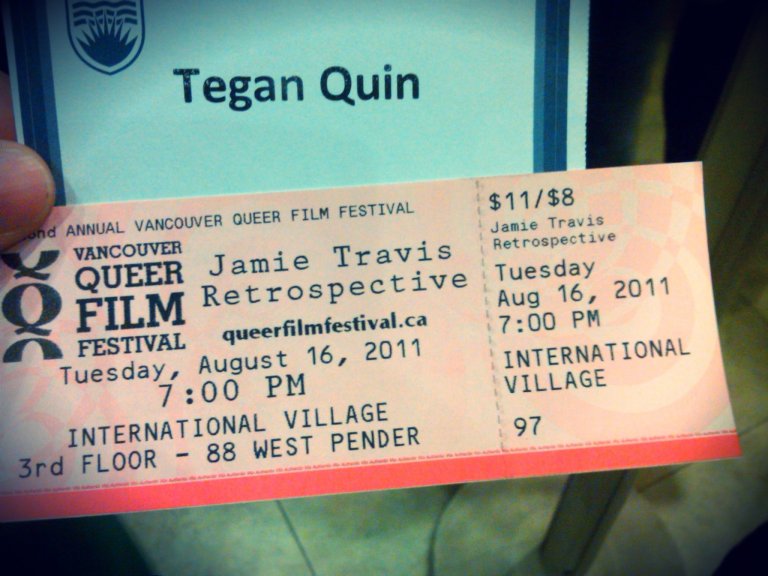 Tegan Quin
ANNUAL VANCOUVER QUEER FILM FESTIVAL
VANCOUVER
QUEER
FILM
FESTIVAL
Jamie Travis
Retrospective
queerfilmfestival.ca
Tuesday, August 16, 2011
7:00 PM
INTERNATIONAL VILLAGE
3rd FLOOR - 88 WEST PENDER
$11/$8
Jamie Travis
Retrospective
Tuesday
Aug 16, 2011
7:00 PM
INTERNATIONAL
VILLAGE
97